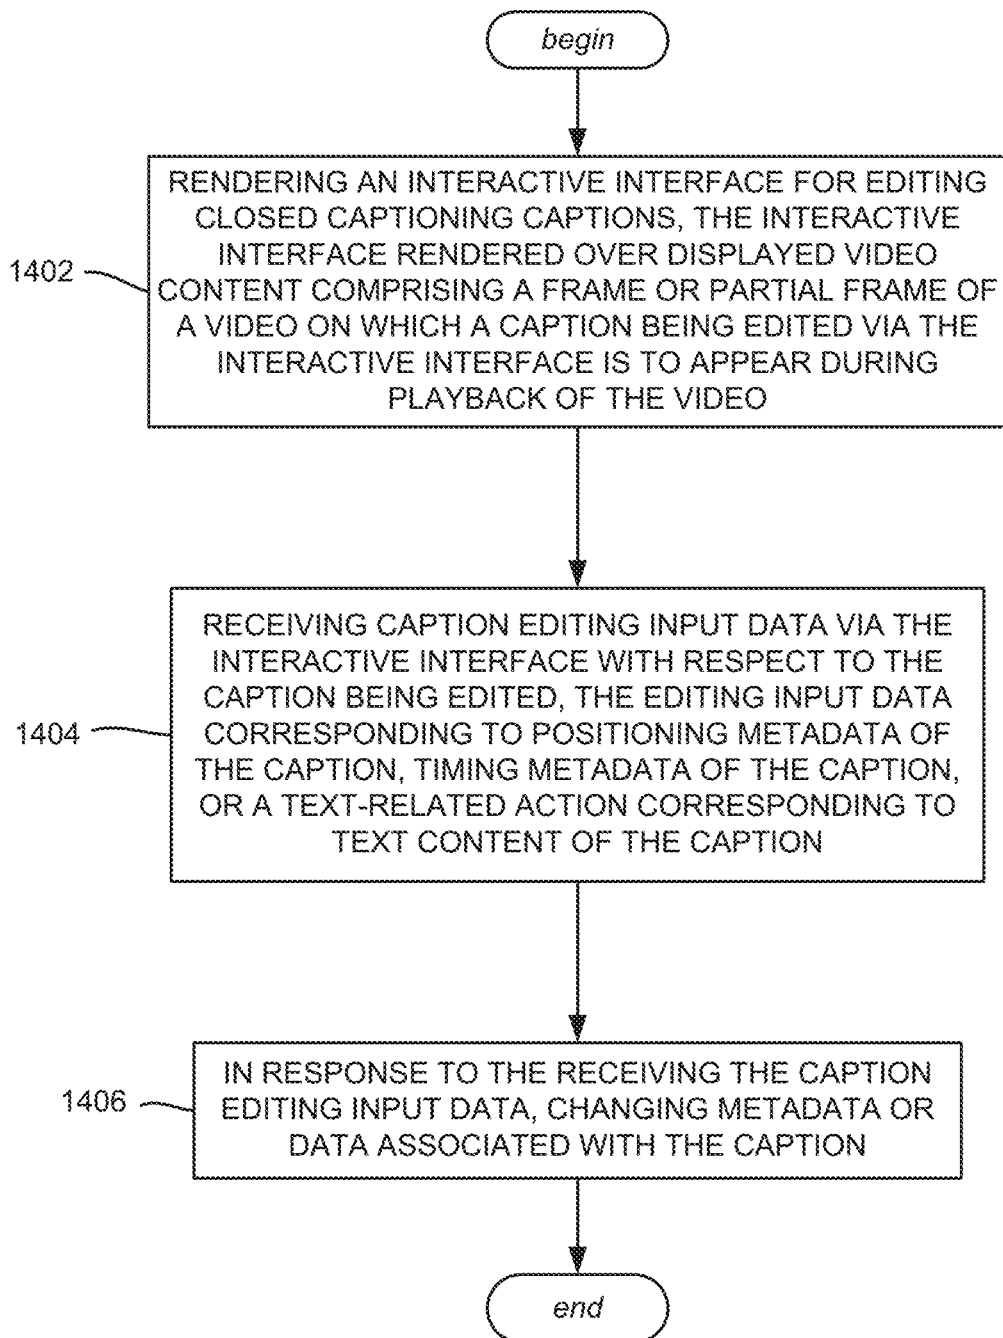 begin
RENDERING AN INTERACTIVE INTERFACE FOR EDITING
CLOSED CAPTIONING CAPTIONS, THE INTERACTIVE
INTERFACE RENDERED OVER DISPLAYED VIDEO
1402
CONTENT COMPRISING A FRAME OR PARTIAL FRAME OF
A VIDEO ON WHICH A CAPTION BEING EDITED VIA THE
INTERACTIVE INTERFACE IS TO APPEAR DURING
PLAYBACK OF THE VIDEO
RECEIVING CAPTION EDITING INPUT DATA VIA THE
INTERACTIVE INTERFACE WITH RESPECT TO THE
CAPTION BEING EDITED, THE EDITING INPUT DATA
1404
CORRESPONDING TO POSITIONING METADATA OF
THE CAPTION, TIMING METADATA OF THE CAPTION,
OR A TEXT-RELATED ACTION CORRESPONDING TO
TEXT CONTENT OF THE CAPTION
IN RESPONSE TO THE RECEIVING THE CAPTION
1406
EDITING INPUT DATA, CHANGING METADATA OR
DATA ASSOCIATED WITH THE CAPTION
end